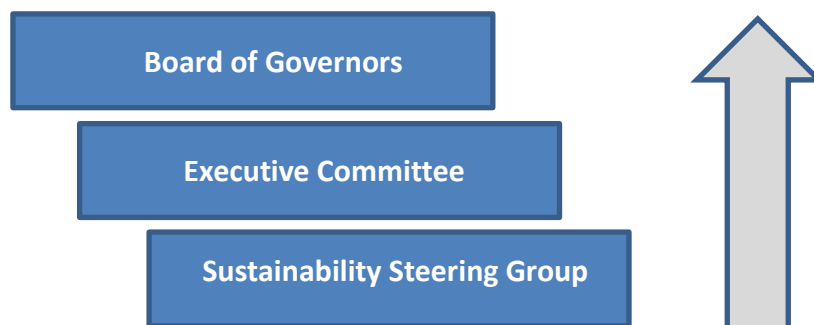 Board of Governors
Executive Committee
Sustainability Steering Group